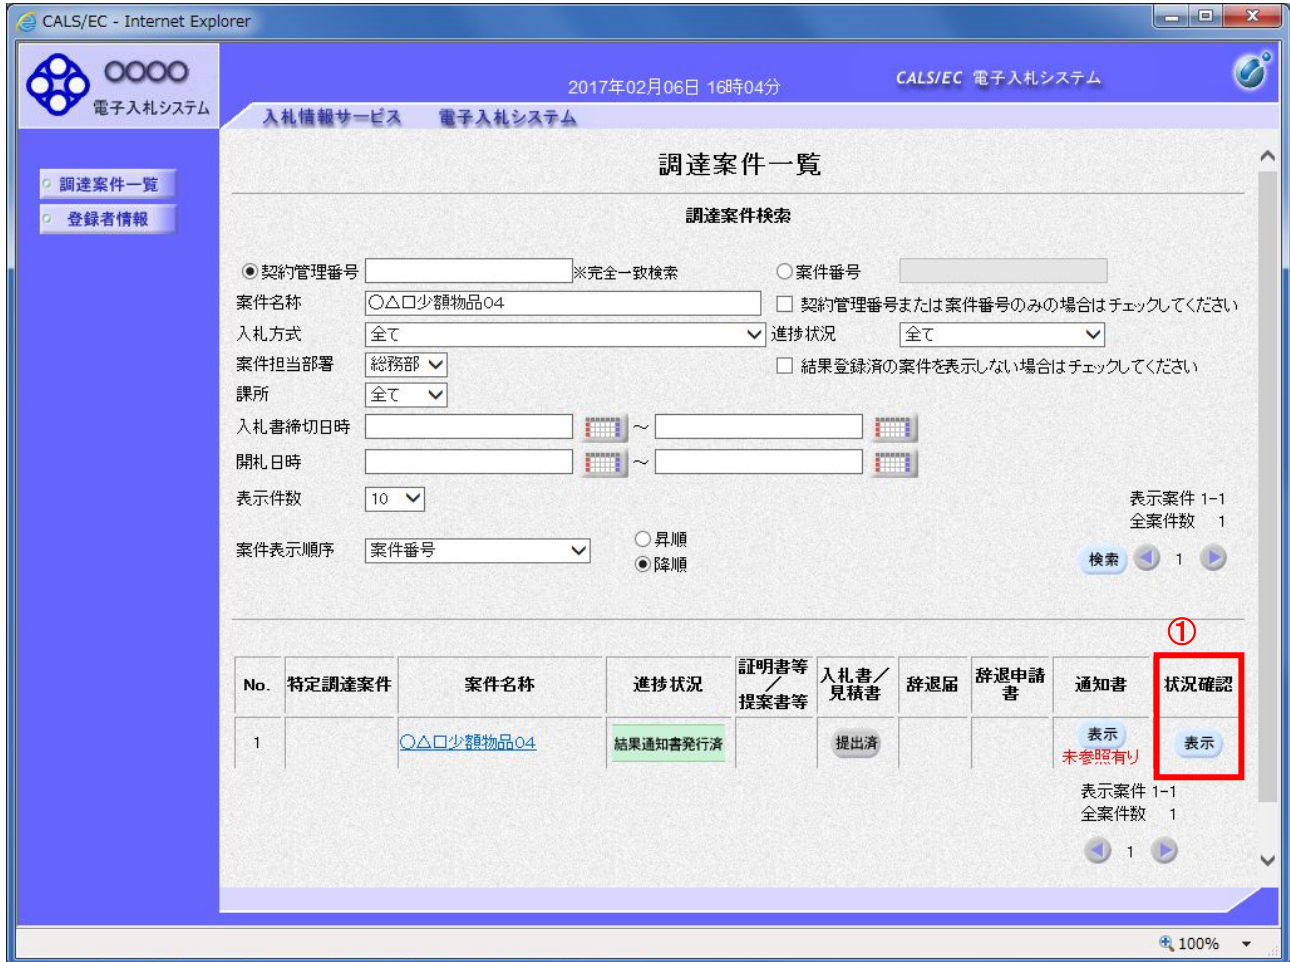 CALS/EC - Internet Explorer
OOOO
電子入札システム
2017年02月06日 16時04分
CALS/EC 電子入札システム
入札情報サービス 電子入札システム
調達案件一覧
登録者情報
調達案件一覧
調達案件検索
契約管理番号 ※完全一致検索 案件番号
案件名称 〇△口少額物品04 契約管理番号または案件番号のみの場合はチェックしてください
入札方式 全て 進捗状況 全て
案件担当部署 総務部 結果登録済の案件を表示しない場合はチェックしてください
課所 全て
入札書締切日時 ～
開札日時 ～
表示件数 10
表示案件 1-1
全案件数 1
案件表示順序 案件番号
昇順
降順
検索 1
①
No. 特定調達案件 案件名称 進捗状況 証明書等／提案書等 入札書／見積書 辞退届 辞退申請書 通知書 状況確認
1 〇△口少額物品04 結果通知書発行済 提出済 表示 未参照有り 表示
表示案件 1-1
全案件数 1
1
100%